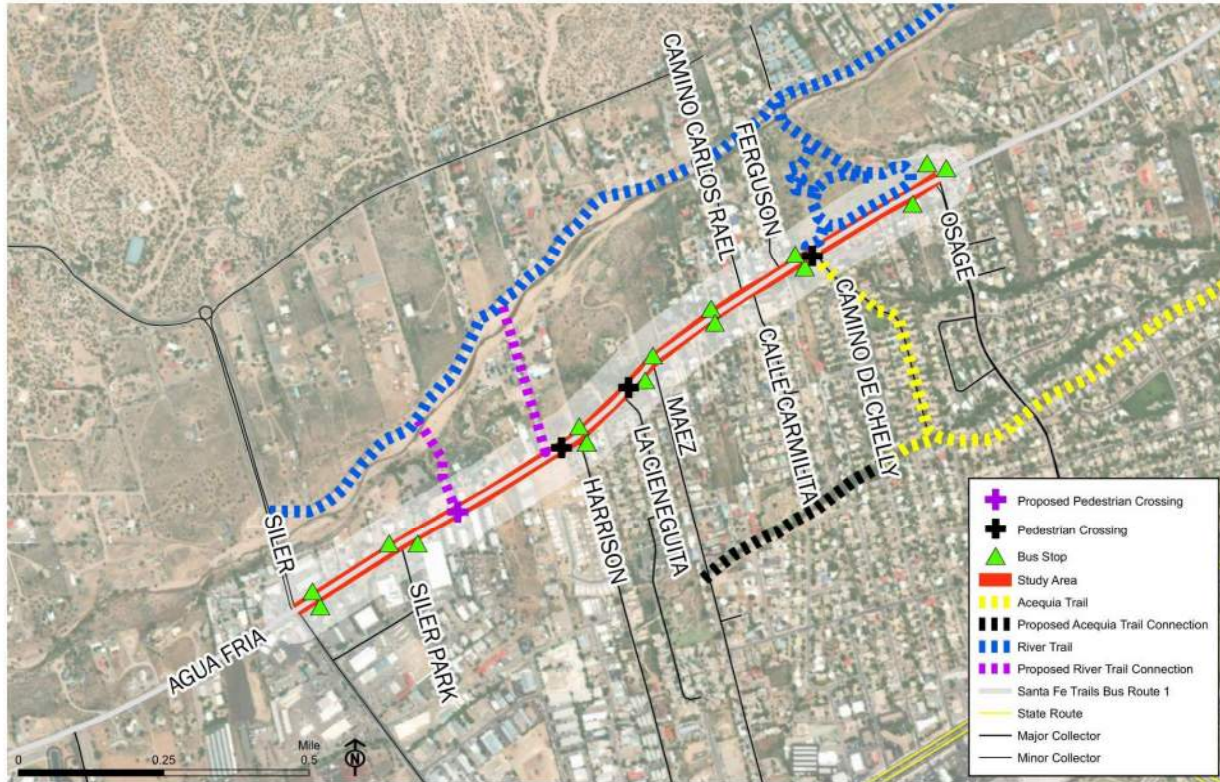 CAMINO CARLOS RAEL
FERGUSON
OSAGE
CAMINO DE CHELLY
CALLE CARMILITA
MAEZ
LA CIENEGUITA
HARRISON
SILER
SILER PARK
AGUA FRIA
Mile
0 0.25 0.5
N
Proposed Pedestrian Crossing
Pedestrian Crossing
Bus Stop
Study Area
Acequia Trail
Proposed Acequia Trail Connection
River Trail
Proposed River Trail Connection
Santa Fe Trails Bus Route 1
State Route
Major Collector
Minor Collector